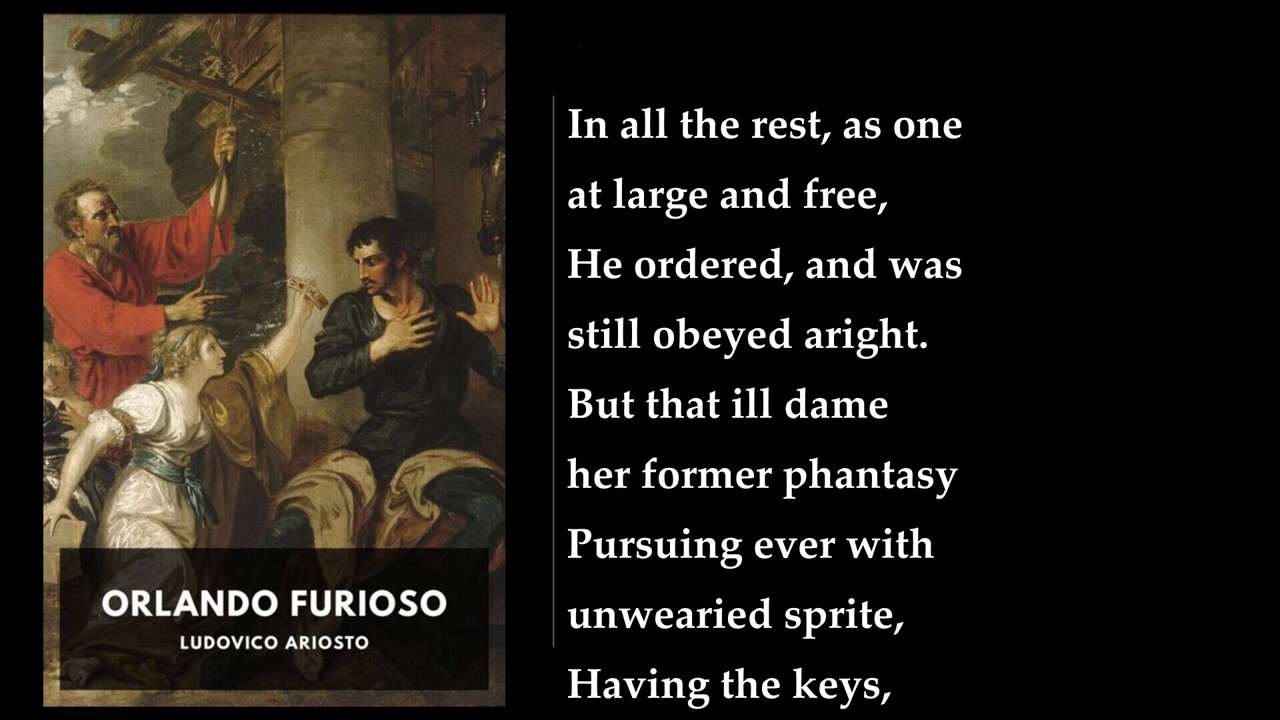 ORLANDO FURIOSO
LUDOVICO ARIOSTO
In all the rest, as one
at large and free,
He ordered, and was
still obeyed aright.
But that ill dame
her former phantasy
Pursuing ever with
unwearied sprite,
Having the keys,